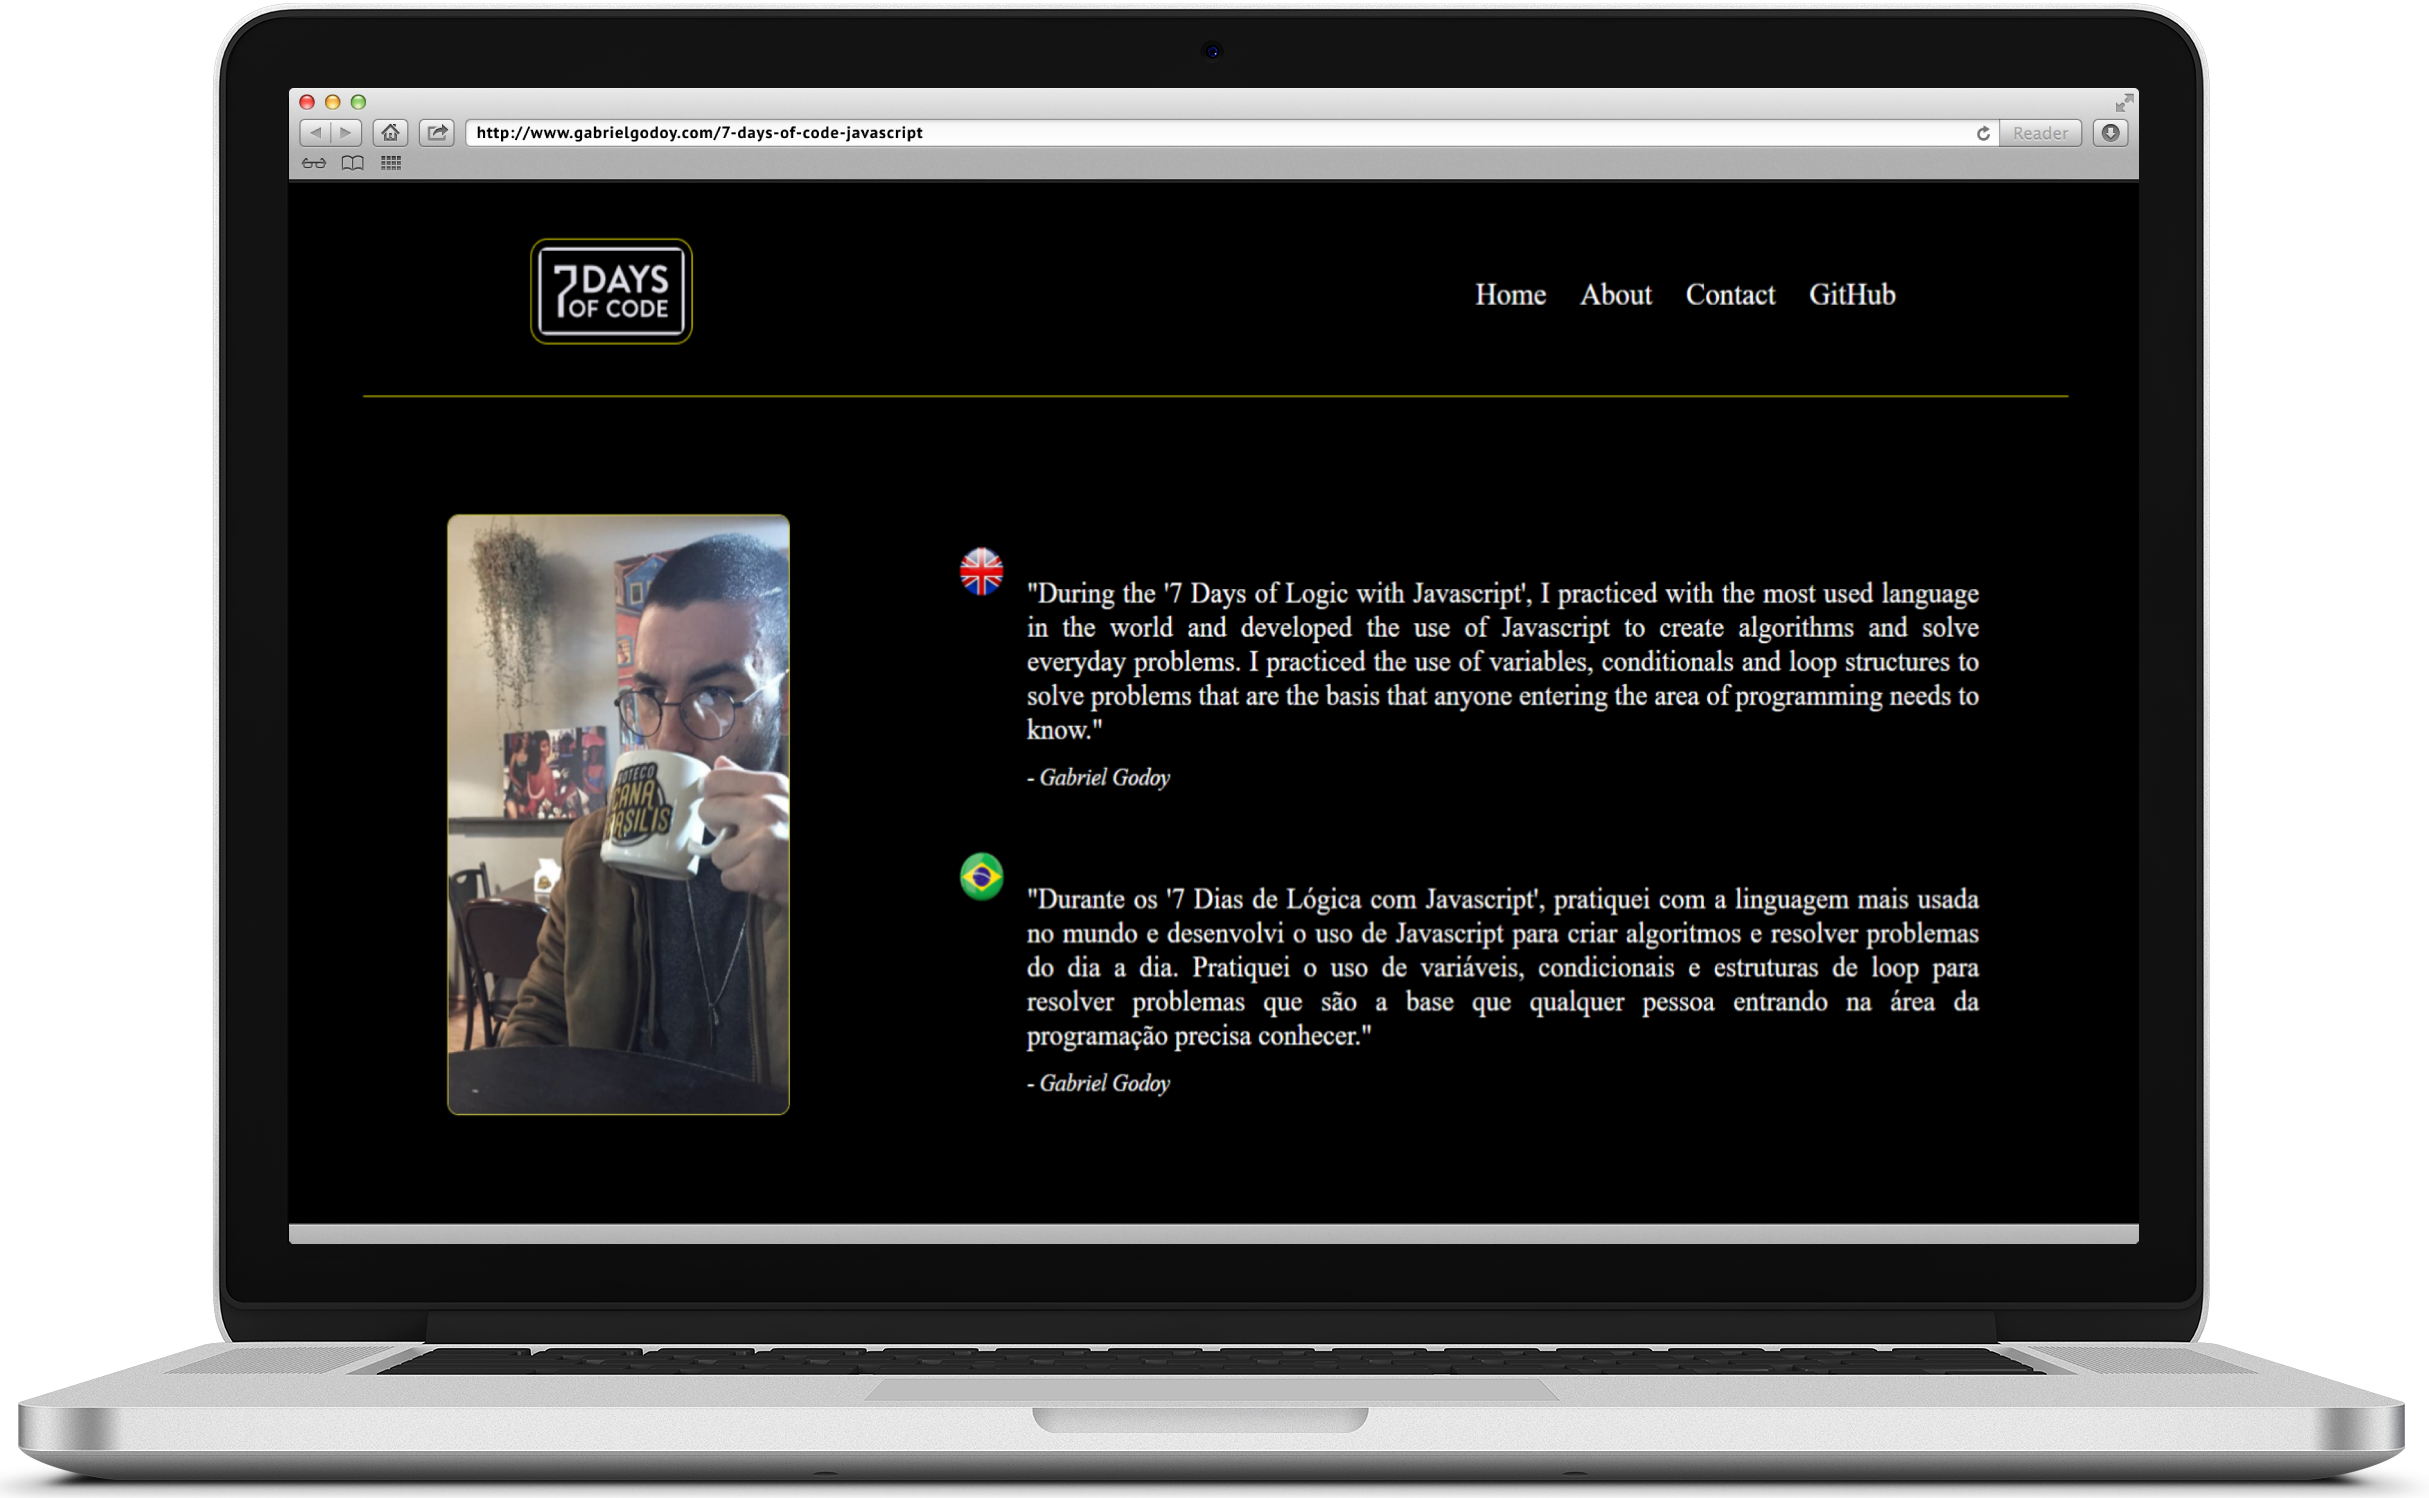 http://www.gabrielgodoy.com/7-days-of-code-javascript
Reader
7 DAYS
OF CODE
Home About Contact GitHub
"During the '7 Days of Logic with Javascript', I practiced with the most used language
in the world and developed the use of Javascript to create algorithms and solve
everyday problems. I practiced the use of variables, conditionals and loop structures to
solve problems that are the basis that anyone entering the area of programming needs to
know."
- Gabriel Godoy
BOTECO
CANA
BRASILIS
"Durante os '7 Dias de Lógica com Javascript', pratiquei com a linguagem mais usada
no mundo e desenvolvi o uso de Javascript para criar algoritmos e resolver problemas
do dia a dia. Pratiquei o uso de variáveis, condicionais e estruturas de loop para
resolver problemas que são a base que qualquer pessoa entrando na área da
programação precisa conhecer."
- Gabriel Godoy